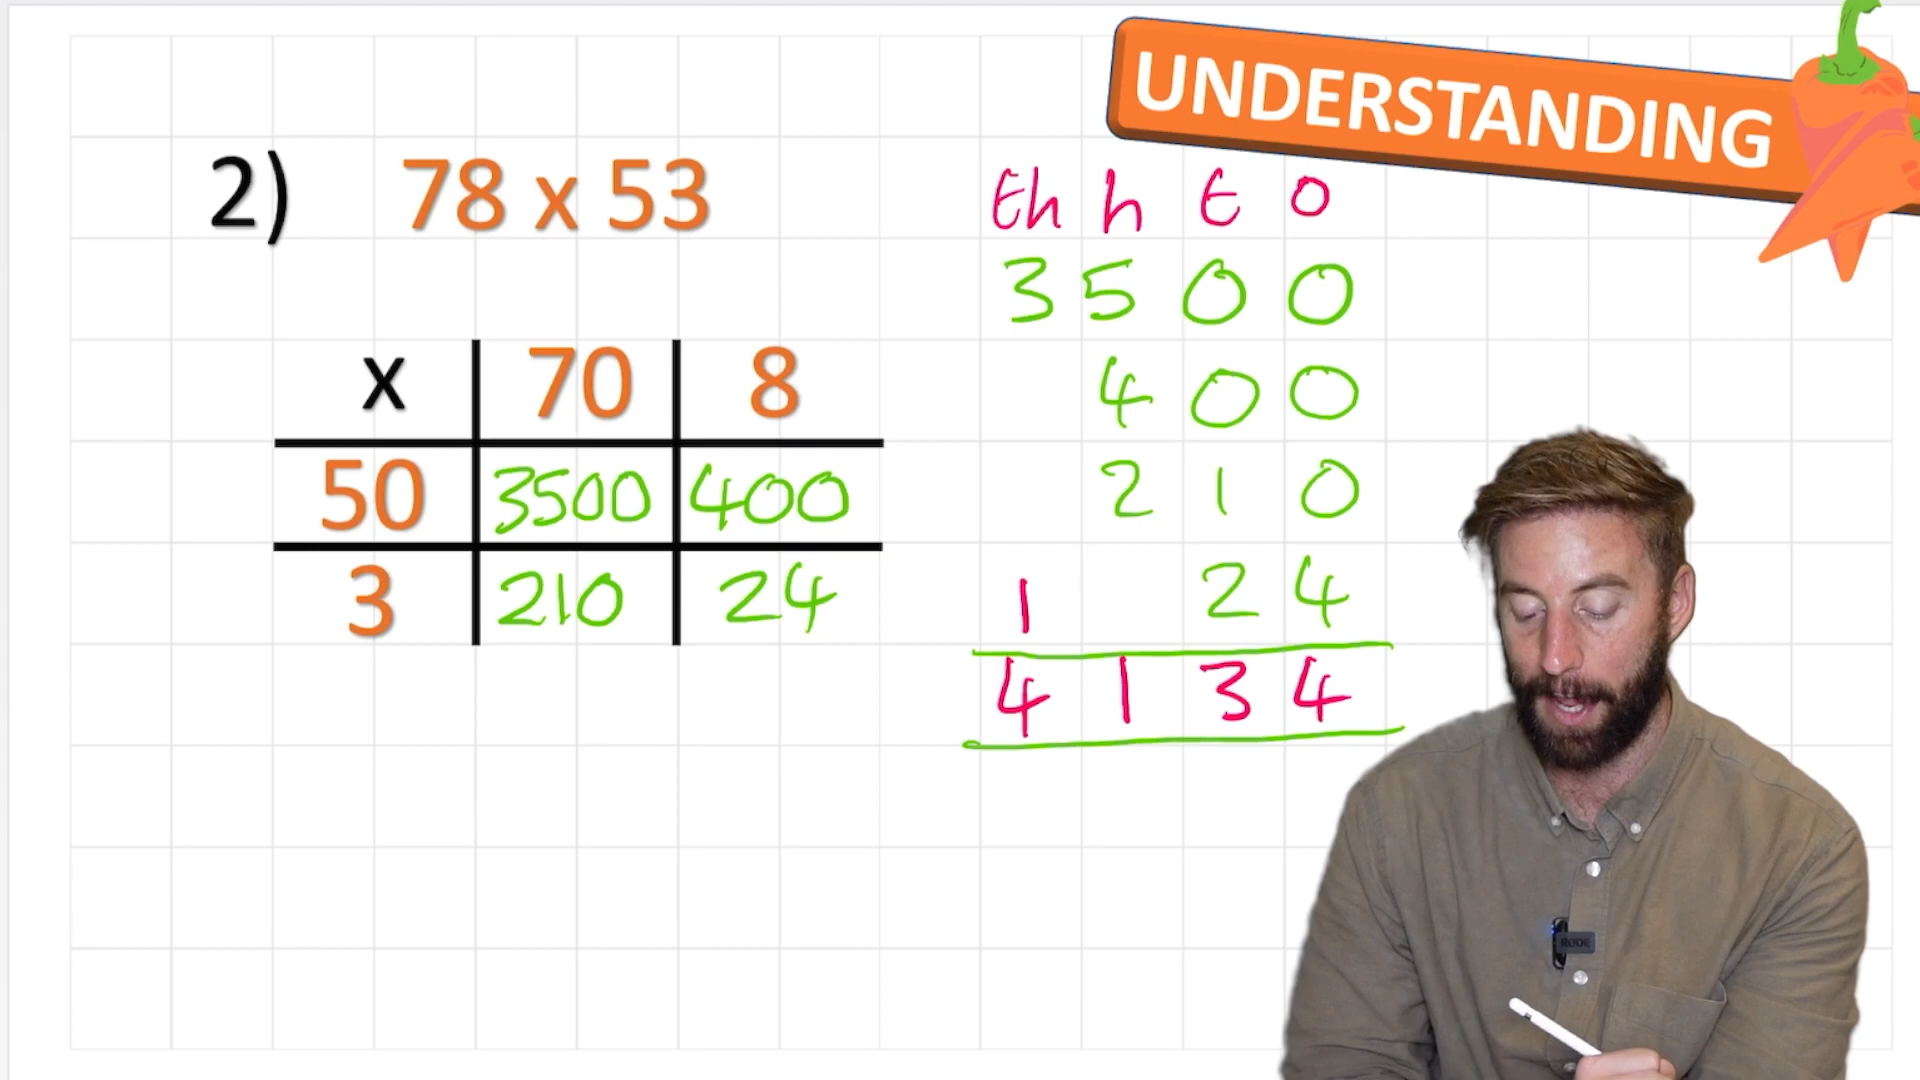 UNDERSTANDING
2) 78 x 53
th h t o
3 5 0 0
4 0 0
2 1 0
1 2 4
4 1 3 4
x 70 8
50 3500 400
3 210 24
RODE